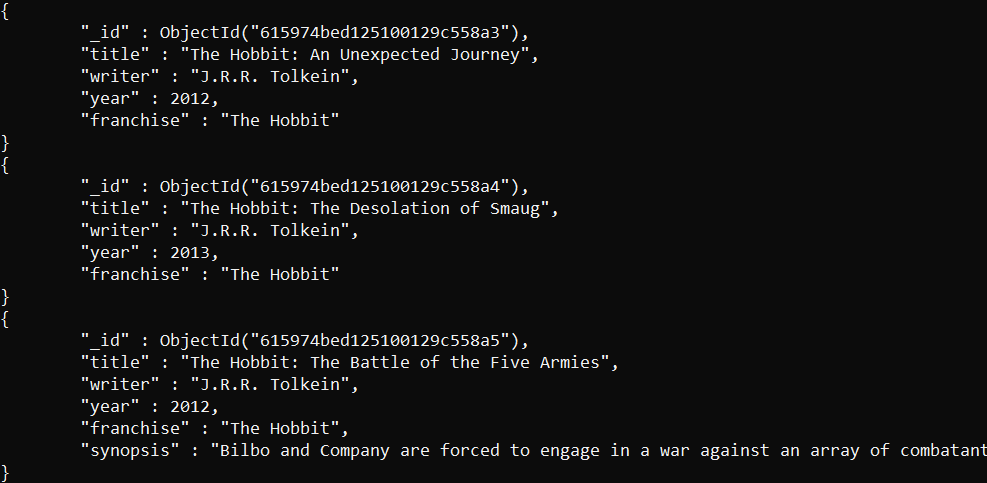 {
"_id" : ObjectId("615974bed125100129c558a3"),
"title" : "The Hobbit: An Unexpected Journey",
"writer" : "J.R.R. Tolkein",
"year" : 2012,
"franchise" : "The Hobbit"
}
{
"_id" : ObjectId("615974bed125100129c558a4"),
"title" : "The Hobbit: The Desolation of Smaug",
"writer" : "J.R.R. Tolkein",
"year" : 2013,
"franchise" : "The Hobbit"
}
{
"_id" : ObjectId("615974bed125100129c558a5"),
"title" : "The Hobbit: The Battle of the Five Armies",
"writer" : "J.R.R. Tolkein",
"year" : 2012,
"franchise" : "The Hobbit",
"synopsis" : "Bilbo and Company are forced to engage in a war against an array of combatant
}